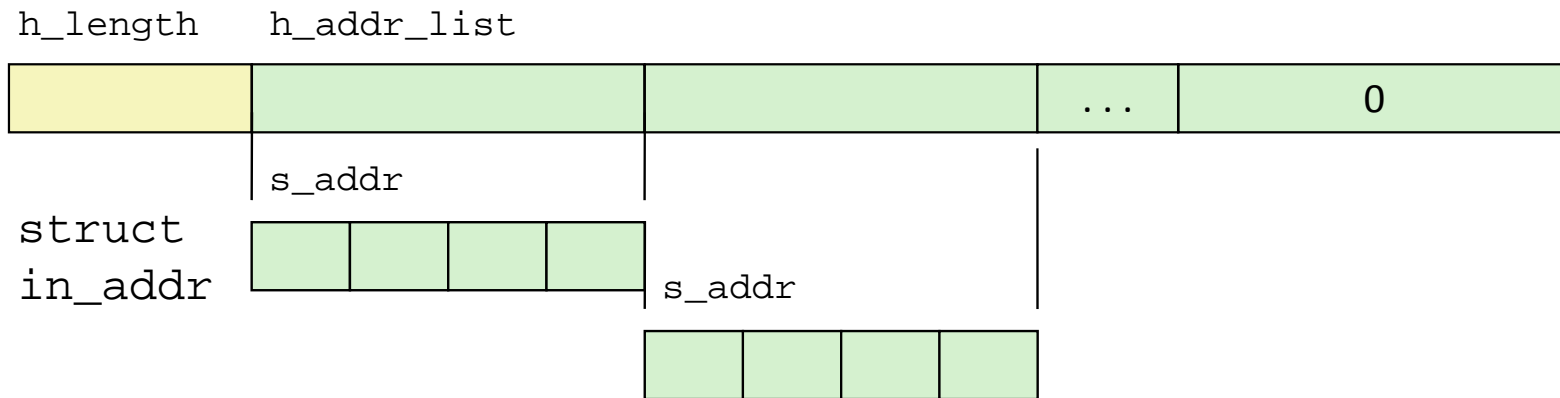 h_length h_addr_list
... 0
s_addr
struct
in_addr
s_addr